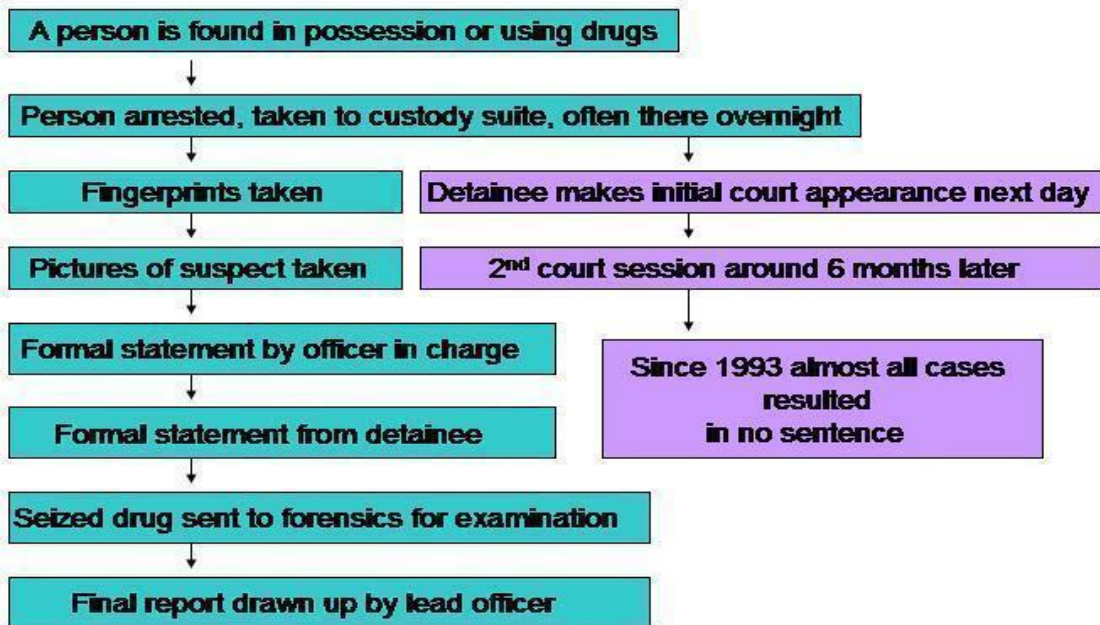 A person is found in possession or using drugs
Person arrested, taken to custody suite, often there overnight
Fingerprints taken
Detainee makes initial court appearance next day
Pictures of suspect taken
2nd court session around 6 months later
Formal statement by officer in charge
Since 1993 almost all cases
resulted
in no sentence
Formal statement from detainee
Seized drug sent to forensics for examination
Final report drawn up by lead officer